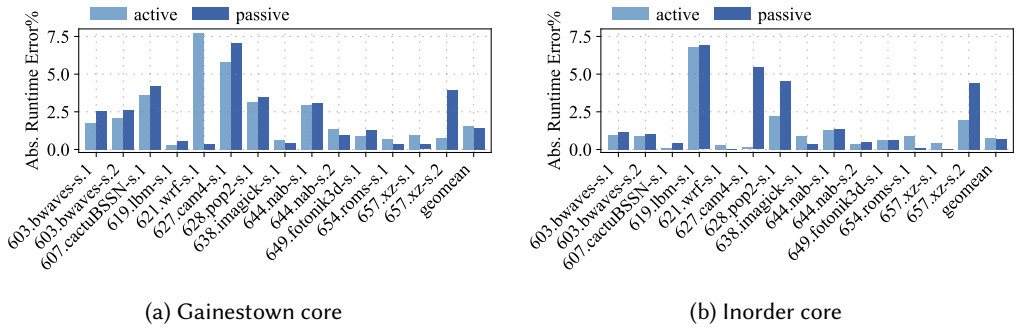 active passive
Abs. Runtime Error%
7.5
5.0
2.5
0.0
603.bwaves-s.1
603.bwaves-s.2
607.cactuBSSN-s.1
619.lbm-s.1
621.wrf-s.1
627.cam4-s.1
628.pop2-s.1
638.imagick-s.1
644.nab-s.1
644.nab-s.2
649.fotonik3d-s.1
654.roms-s.1
657.xz-s.1
657.xz-s.2
geomean
(a) Gainestown core
active passive
Abs. Runtime Error%
7.5
5.0
2.5
0.0
603.bwaves-s.1
603.bwaves-s.2
607.cactuBSSN-s.1
619.lbm-s.1
621.wrf-s.1
627.cam4-s.1
628.pop2-s.1
638.imagick-s.1
644.nab-s.1
644.nab-s.2
649.fotonik3d-s.1
654.roms-s.1
657.xz-s.1
657.xz-s.2
geomean
(b) Inorder core